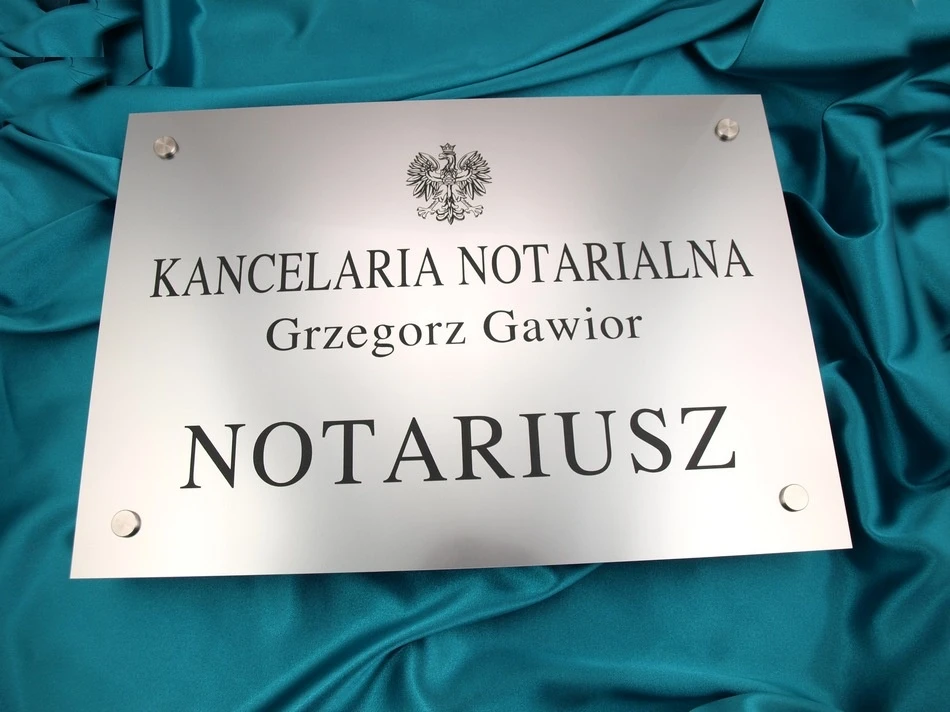 KANCELARIA NOTARIALNA
Grzegorz Gawior
NOTARIUSZ